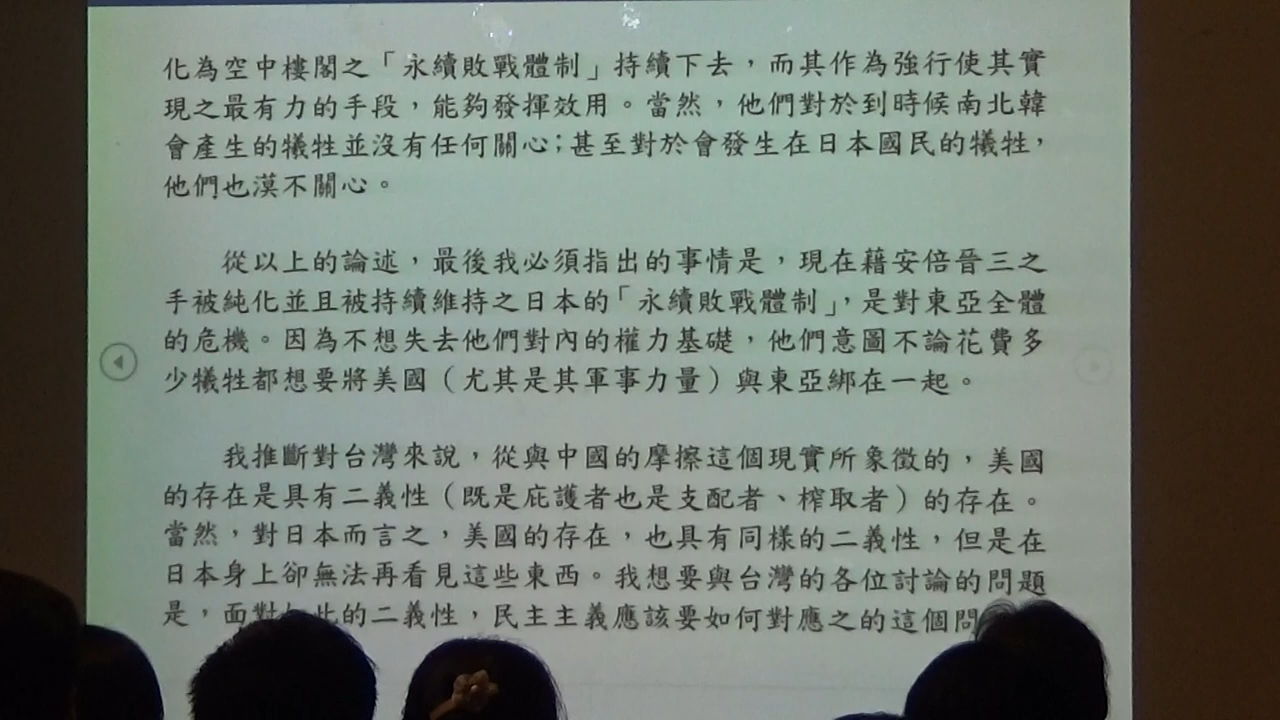 化為空中樓閣之「永續敗戰體制」持續下去，而其作為強行使其實
現之最有力的手段，能夠發揮效用。當然，他們對於到時候南北韓
會產生的犧牲並沒有任何關心；甚至對於會發生在日本國民的犧牲，
他們也漠不關心。
從以上的論述，最後我必須指出的事情是，現在藉安倍晉三之
手被純化並且被持續維持之日本的「永續敗戰體制」，是對東亞全體
的危機。因為不想失去他們對內的權力基礎，他們意圖不論花費多
少犧牲都想要將美國（尤其是其軍事力量）與東亞綁在一起。
我推斷對台灣來說，從與中國的摩擦這個現實所象徵的，美國
的存在是具有二義性（既是庇護者也是支配者、榨取者）的存在。
當然，對日本而言之，美國的存在，也具有同樣的二義性，但是在
日本身上卻無法再看見這些東西。我想要與台灣的各位討論的問題
是，面對如此的二義性，民主主義應該要如何對應之的這個問